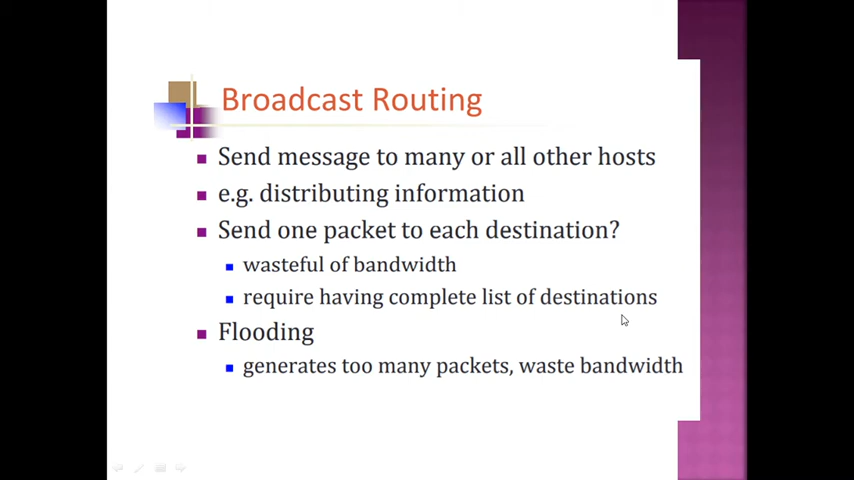 Broadcast Routing
Send message to many or all other hosts
e.g. distributing information
Send one packet to each destination?
wasteful of bandwidth
require having complete list of destinations
Flooding
generates too many packets, waste bandwidth